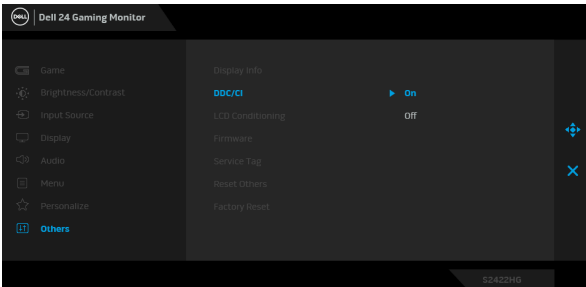 DELL Dell 24 Gaming Monitor
Game
Brightness/Contrast
Input Source
Display
Audio
Menu
Personalize
Others
Display Info
DDC/CI On
LCD Conditioning Off
Firmware
Service Tag
Reset Others
Factory Reset
S2422HG